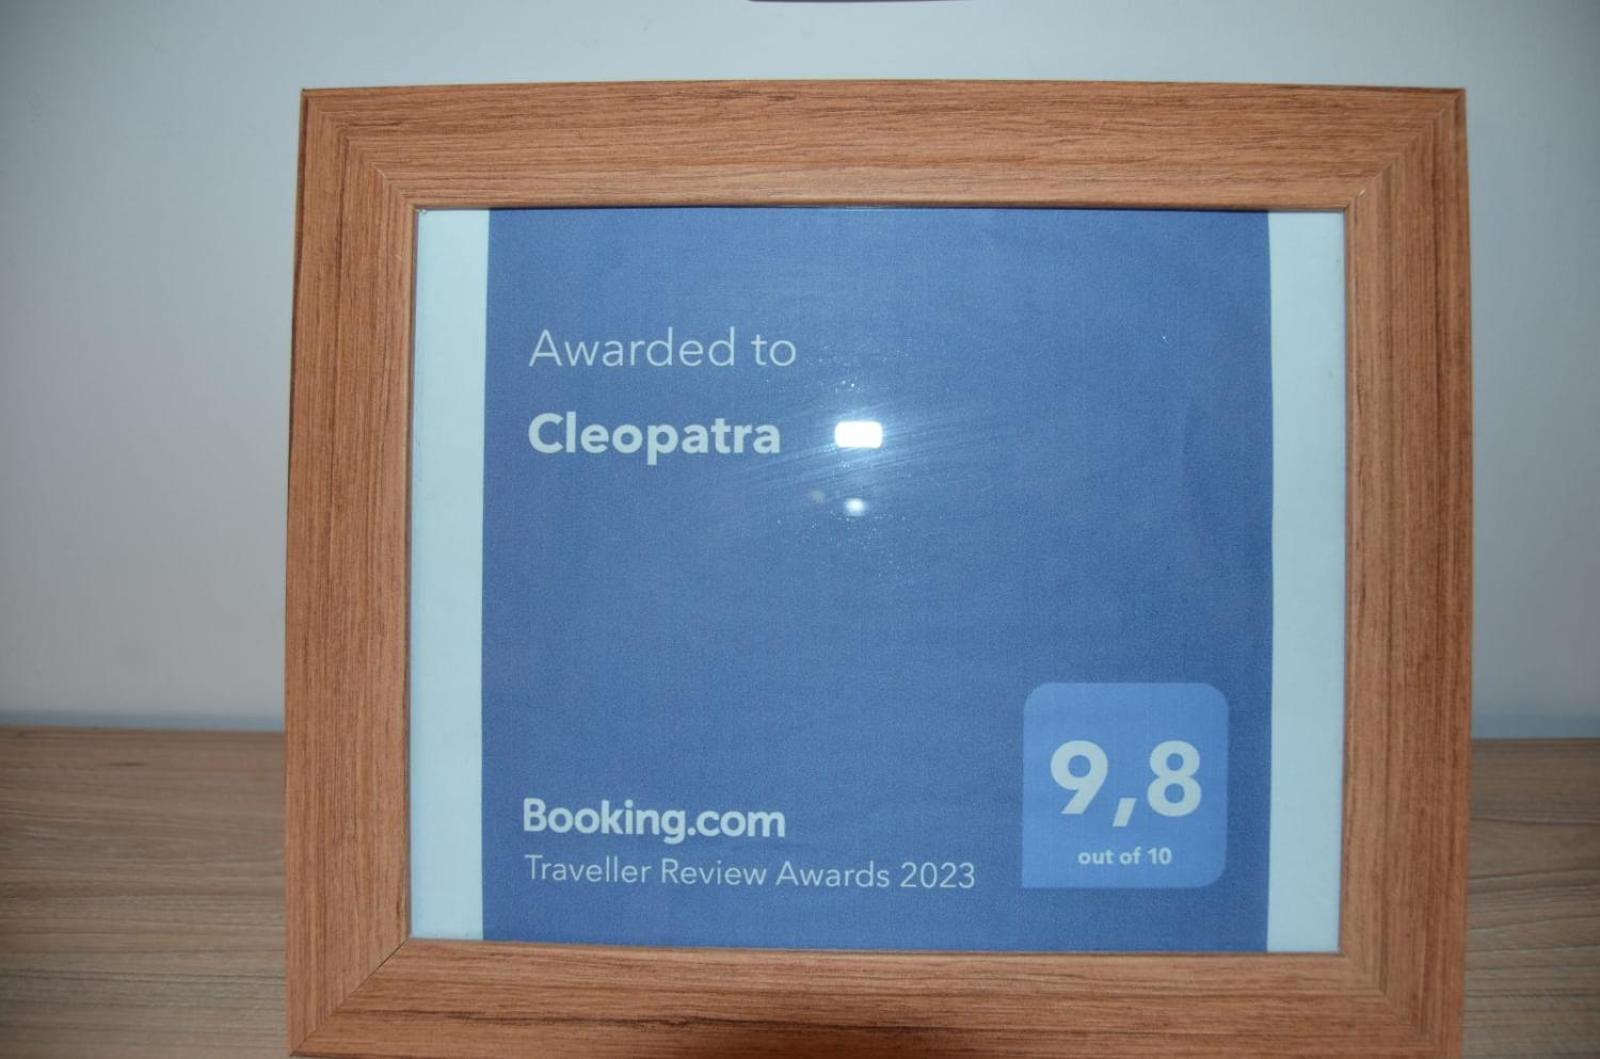 Awarded to
Cleopatra
Booking.com
Traveller Review Awards 2023
9,8
out of 10